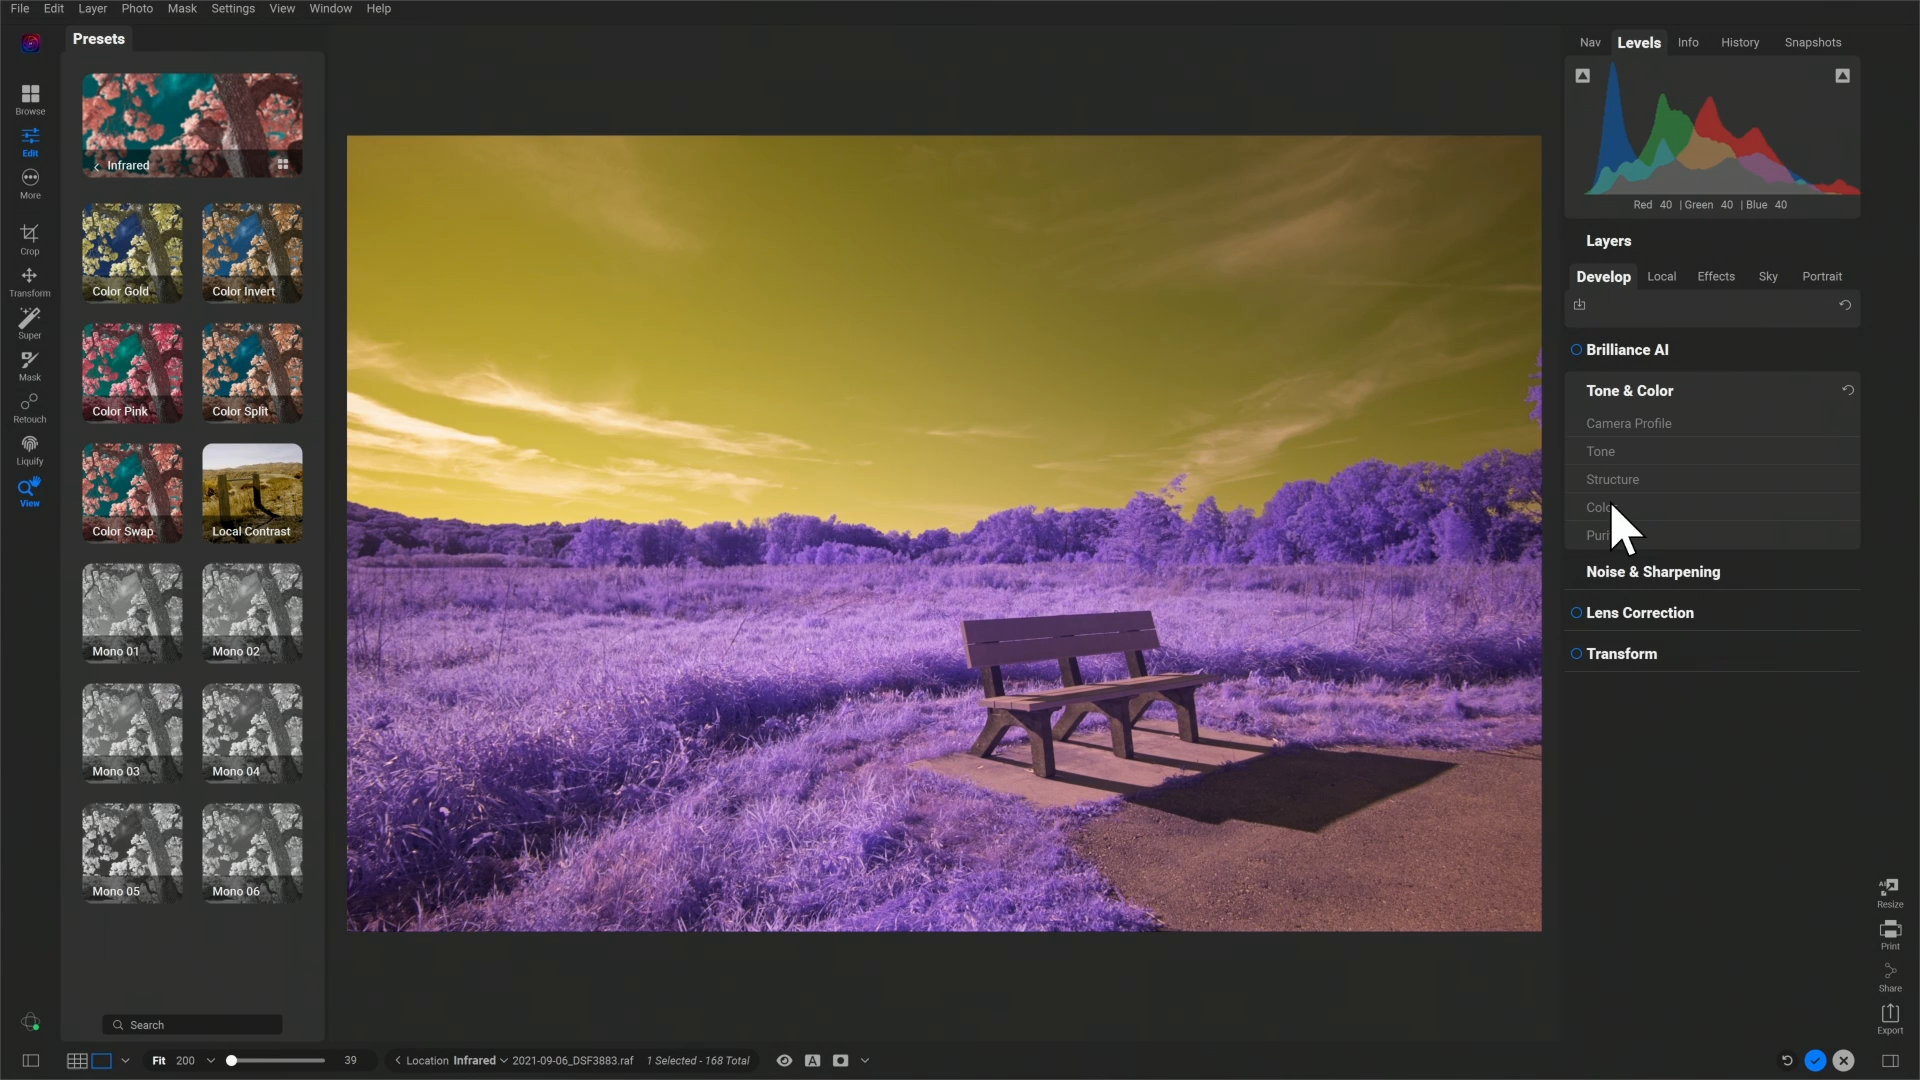 File Edit Layer Photo Mask Settings View Window Help
Presets
Browse
Edit
More
Crop
Transform
Super
Mask
Retouch
Liquify
View
Infrared
Color Gold
Color Invert
Color Pink
Color Split
Color Swap
Local Contrast
Mono 01
Mono 02
Mono 03
Mono 04
Mono 05
Mono 06
Search
Nav Levels Info History Snapshots
Red 40 | Green 40 | Blue 40
Layers
Develop Local Effects Sky Portrait
Brilliance AI
Tone & Color
Camera Profile
Tone
Structure
Noise & Sharpening
Lens Correction
Transform
Resize
Print
Share
Export
Fit 200 39 Location Infrared 2021-09-06_DSF3883.raf 1 Selected - 168 Total A